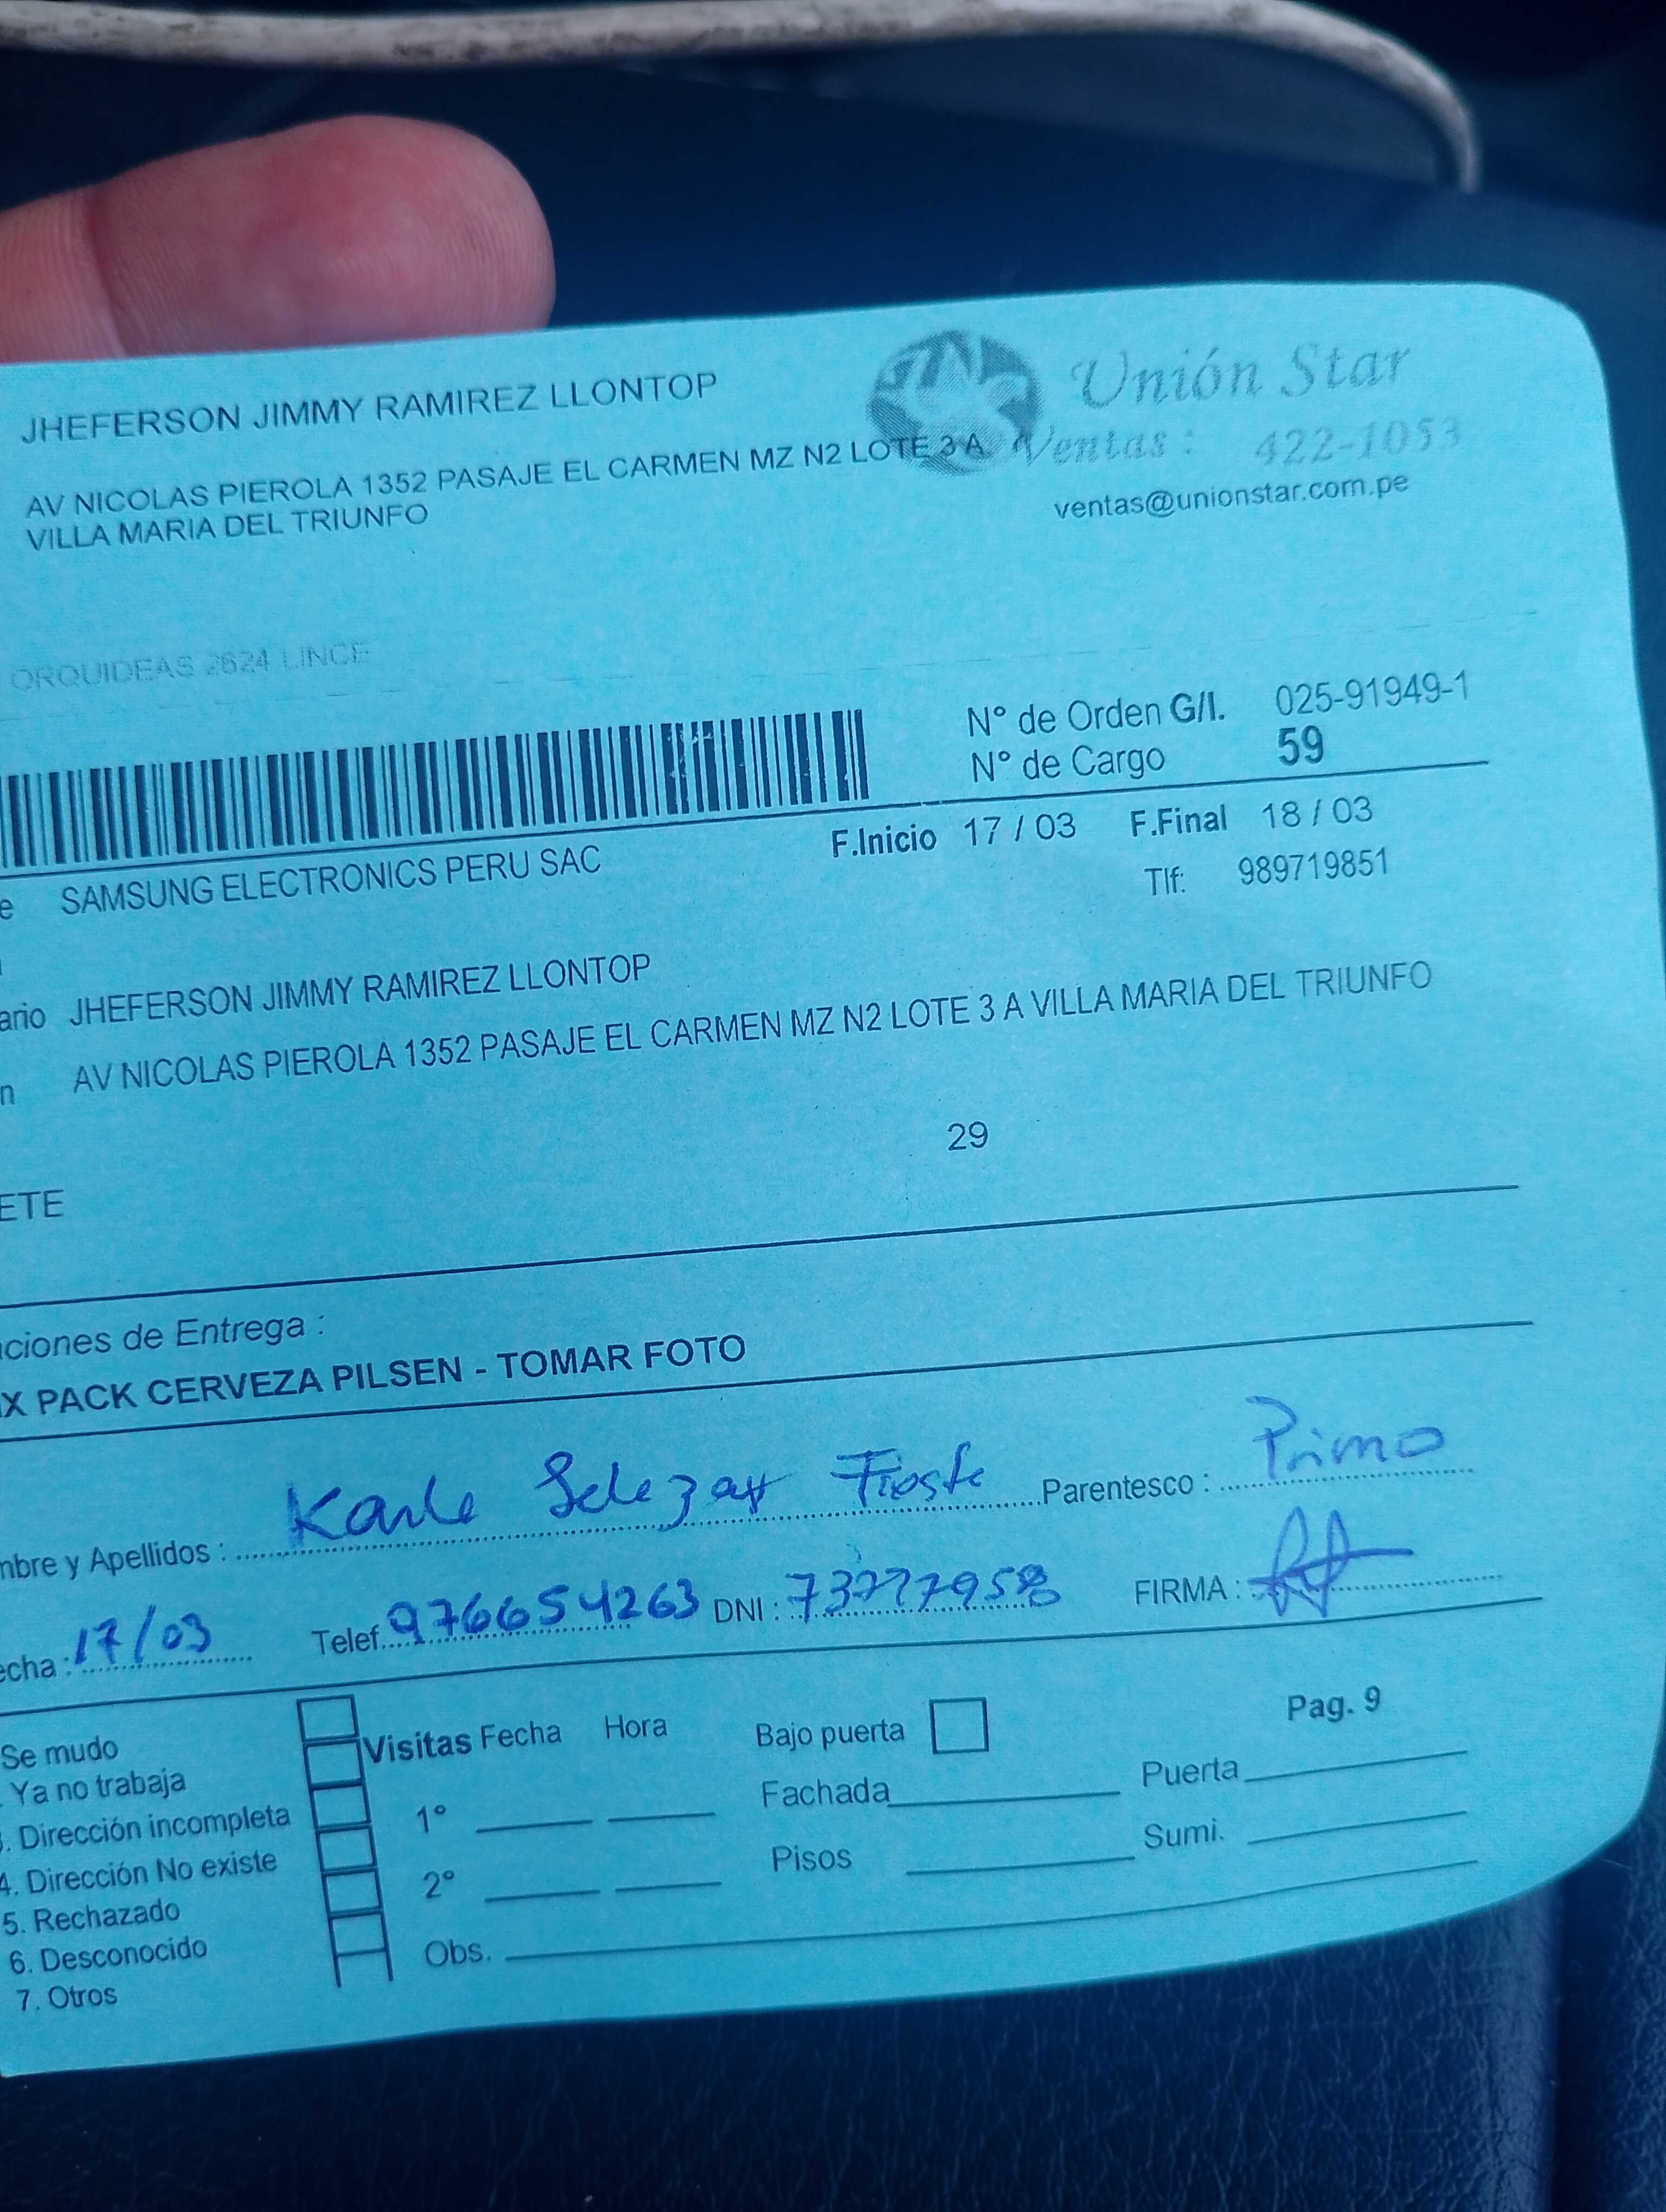 JHEFERSON JIMMY RAMIREZ LLONTOP
Unión Star
AV NICOLAS PIEROLA 1352 PASAJE EL CARMEN MZ N2 LOTE 3 A
Ventas : 422-1053
VILLA MARIA DEL TRIUNFO
ventas@unionstar.com.pe
ORQUIDEAS 2624 LINCE
N° de Orden G/I. 025-91949-1
N° de Cargo 59
F.Inicio 17 / 03 F.Final 18 / 03
e SAMSUNG ELECTRONICS PERU SAC
Tlf: 989719851
ario JHEFERSON JIMMY RAMIREZ LLONTOP
n AV NICOLAS PIEROLA 1352 PASAJE EL CARMEN MZ N2 LOTE 3 A VILLA MARIA DEL TRIUNFO
29
ETE
ciones de Entrega :
IX PACK CERVEZA PILSEN - TOMAR FOTO
mbre y Apellidos : Parentesco : Primo
echa : 17/03 Telef. 976654263 DNI : FIRMA :
Se mudo
Ya no trabaja
3. Dirección incompleta
4. Dirección No existe
5. Rechazado
6. Desconocido
7. Otros
Visitas Fecha Hora
1°
2°
Obs.
Bajo puerta
Fachada
Pisos
Pag. 9
Puerta
Sumi.